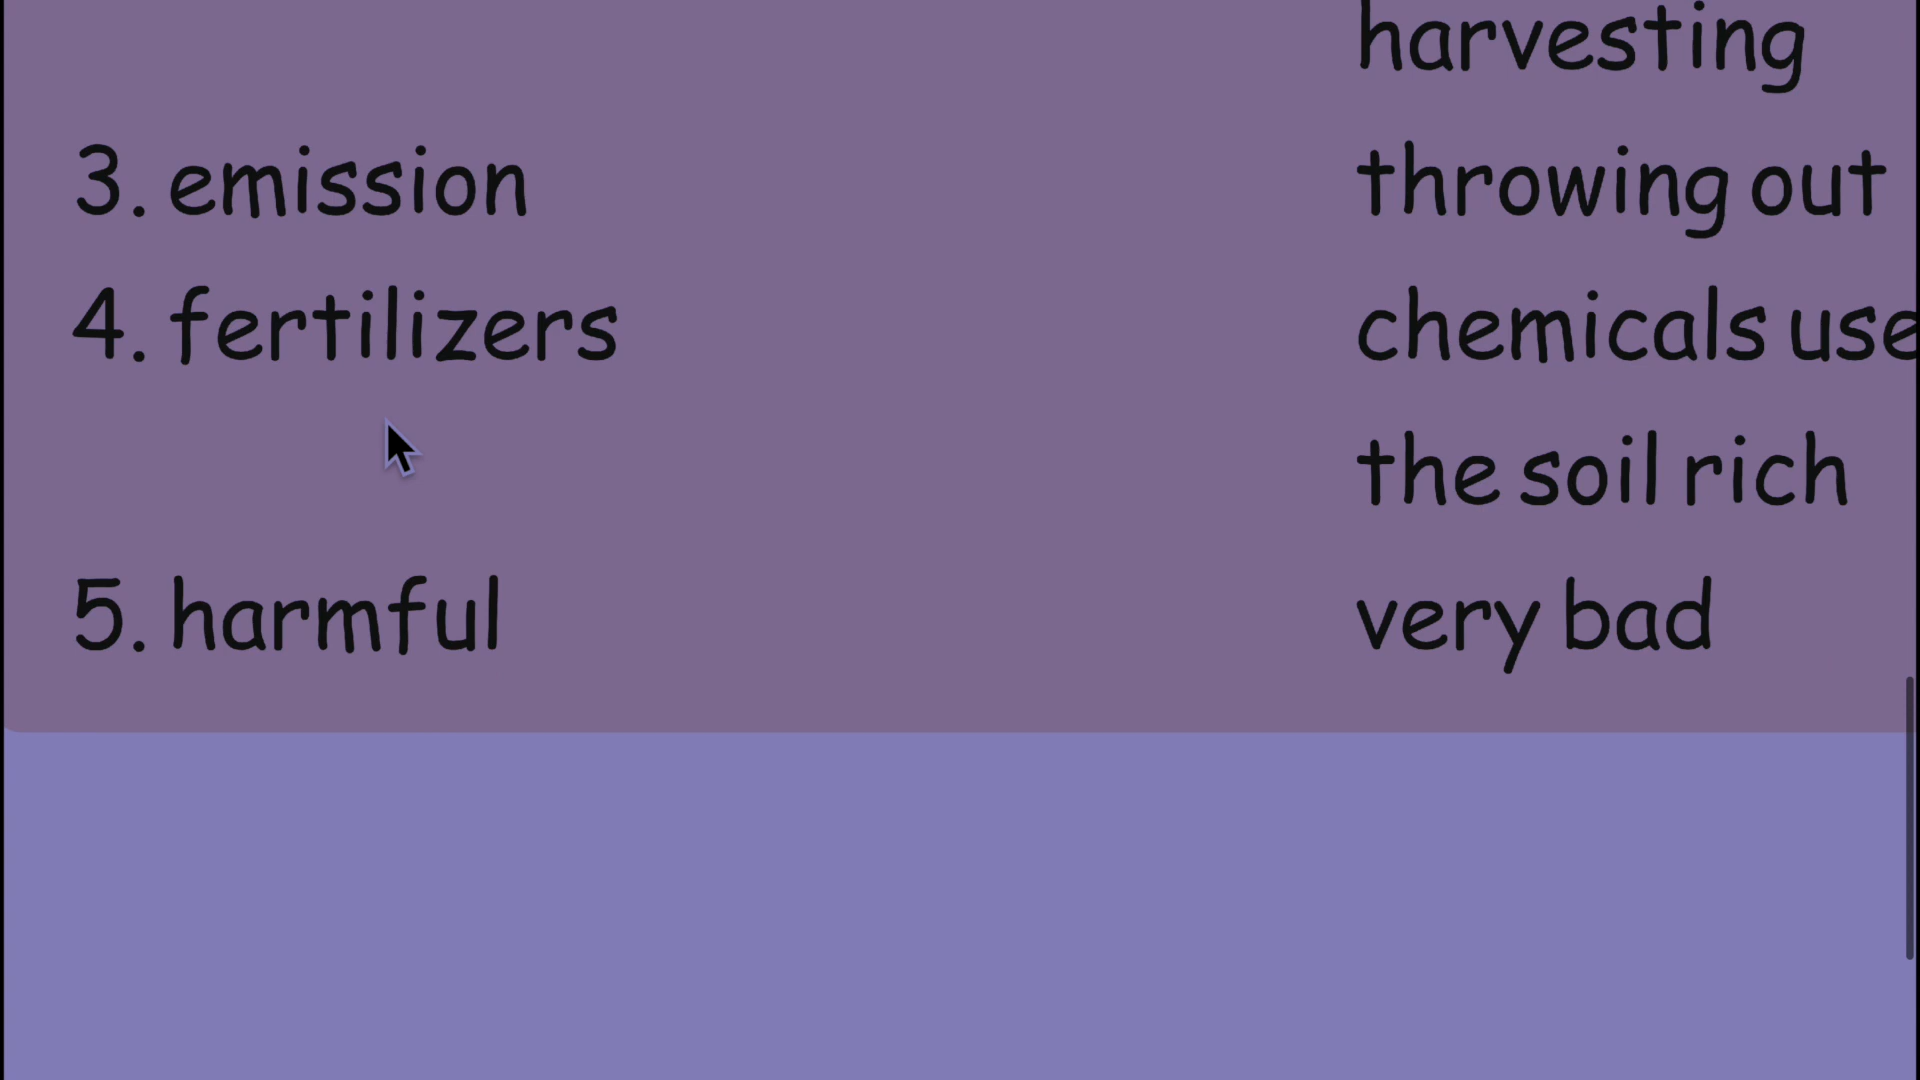 harvesting
3. emission throwing out
4. fertilizers chemicals use
the soil rich
5. harmful very bad